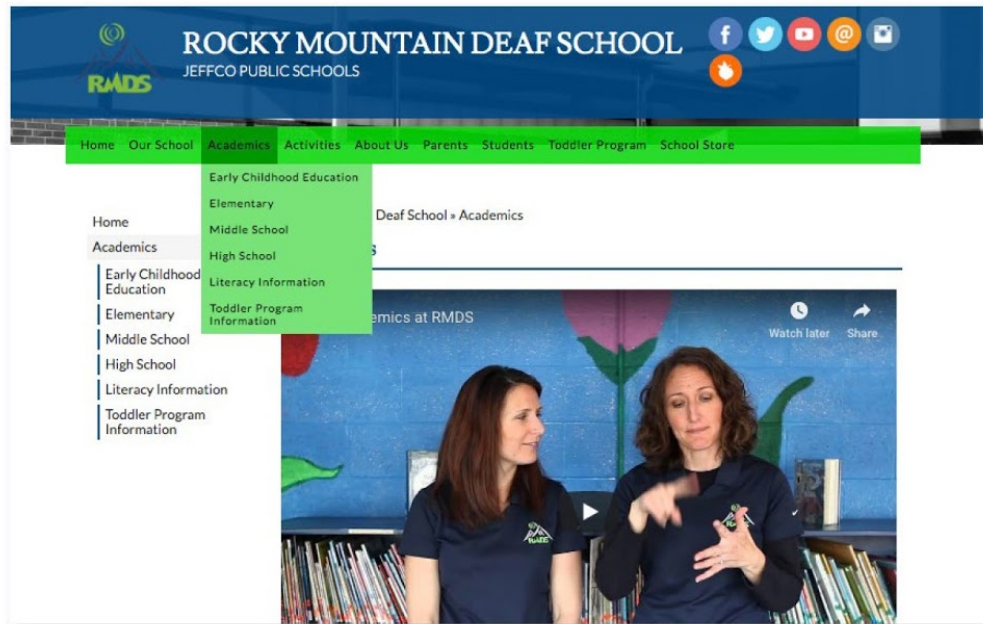 ROCKY MOUNTAIN DEAF SCHOOL
JEFFCO PUBLIC SCHOOLS
RMDS
Home Our School Academics Activities About Us Parents Students Toddler Program School Store
Early Childhood Education
Elementary
Middle School
High School
Literacy Information
Toddler Program
Information
Deaf School » Academics
Home
Academics
Early Childhood
Education
Elementary
Middle School
High School
Literacy Information
Toddler Program
Information
emics at RMDS
Watch later
Share
RMDS